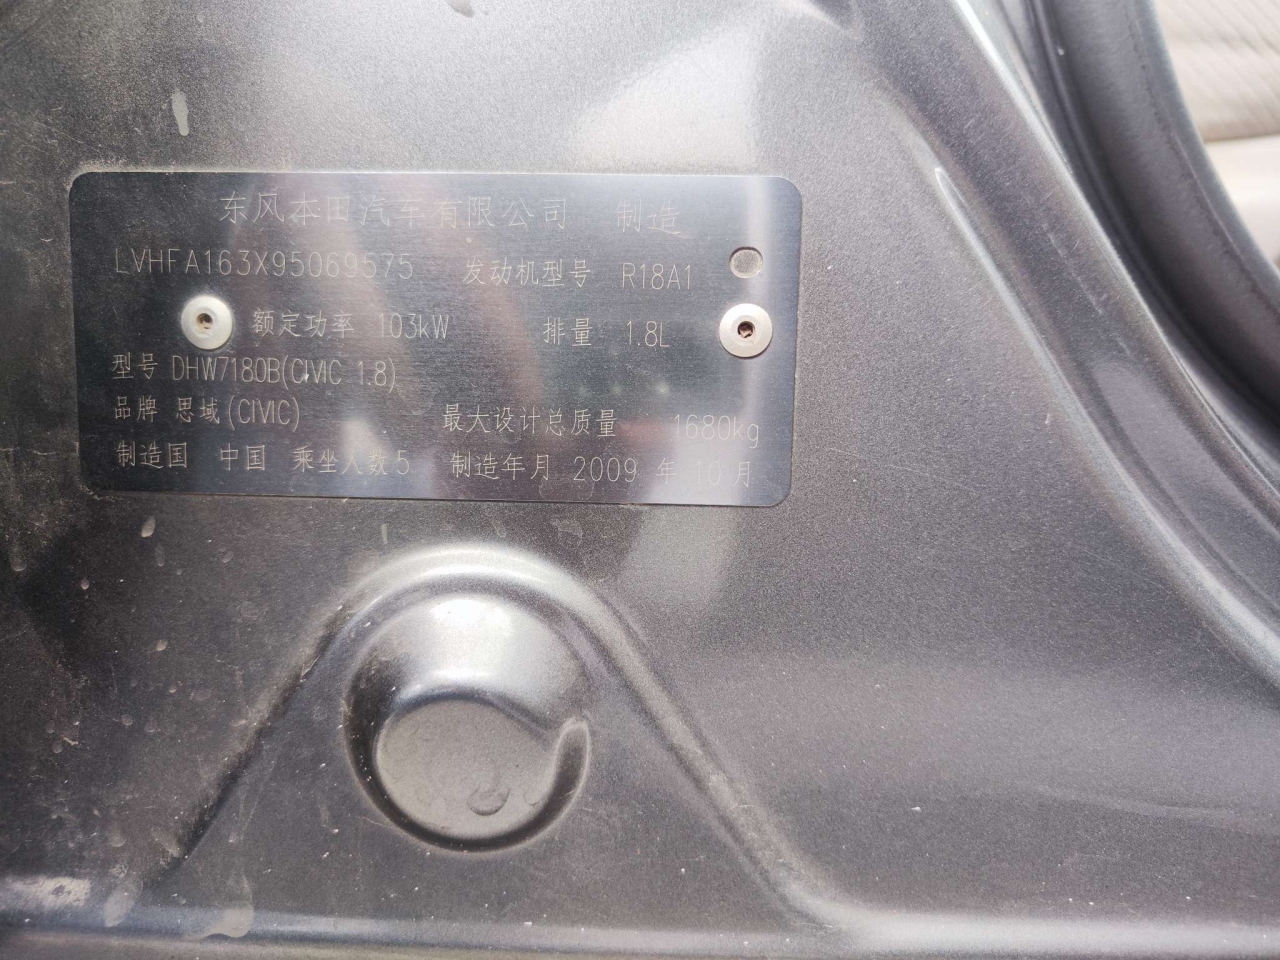 东风本田汽车有限公司 制造
LVHFA163X95069575 发动机型号 R18A1
额定功率 103kW 排量 1.8L
型号 DHW7180B(CIVIC 1.8)
品牌 思域(CIVIC) 最大设计总质量 1680kg
制造国 中国 乘坐人数5 制造年月 2009 年 10 月